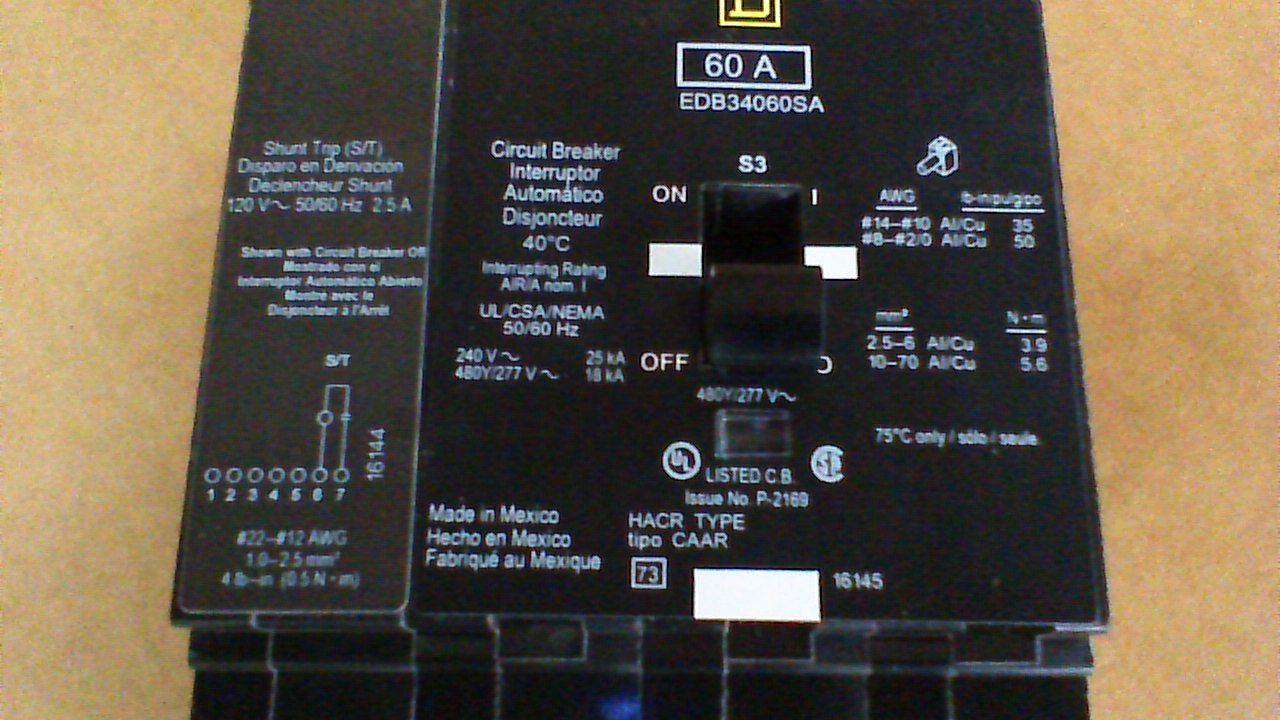 D
60 A
EDB34060SA
Shunt Trip (S/T)
Disparo en Derivación
Declencheur Shunt
120 V~ 50/60 Hz 2.5 A
Shown with Circuit Breaker Off
Mostrado con el
Interruptor Automático Abierto
Montré avec le
Disjoncteur à l'Arrêt
S/T
16144
1 2 3 4 5 6 7
#22–#12 AWG
1.0–2.5 mm²
4 lb–in (0.5 N•m)
Circuit Breaker
Interruptor
Automático
Disjoncteur
40°C
Interrupting Rating
A/R/A nom. I
UL/CSA/NEMA
50/60 Hz
240 V~ 25 kA
480Y/277 V~ 18 kA
Made in Mexico
Hecho en Mexico
Fabriqué au Mexique
S3
ON I
OFF O
480Y/277 V~
UL LISTED C.B. SA
Issue No. P-2169
HACR TYPE
tipo CAAR
73
16145
AWG lb-in/pulg/po
#14–#10 Al/Cu 35
#8–#2/0 Al/Cu 50
mm² N•m
2.5–6 Al/Cu 3.9
10–70 Al/Cu 5.6
75°C only / sólo / seule